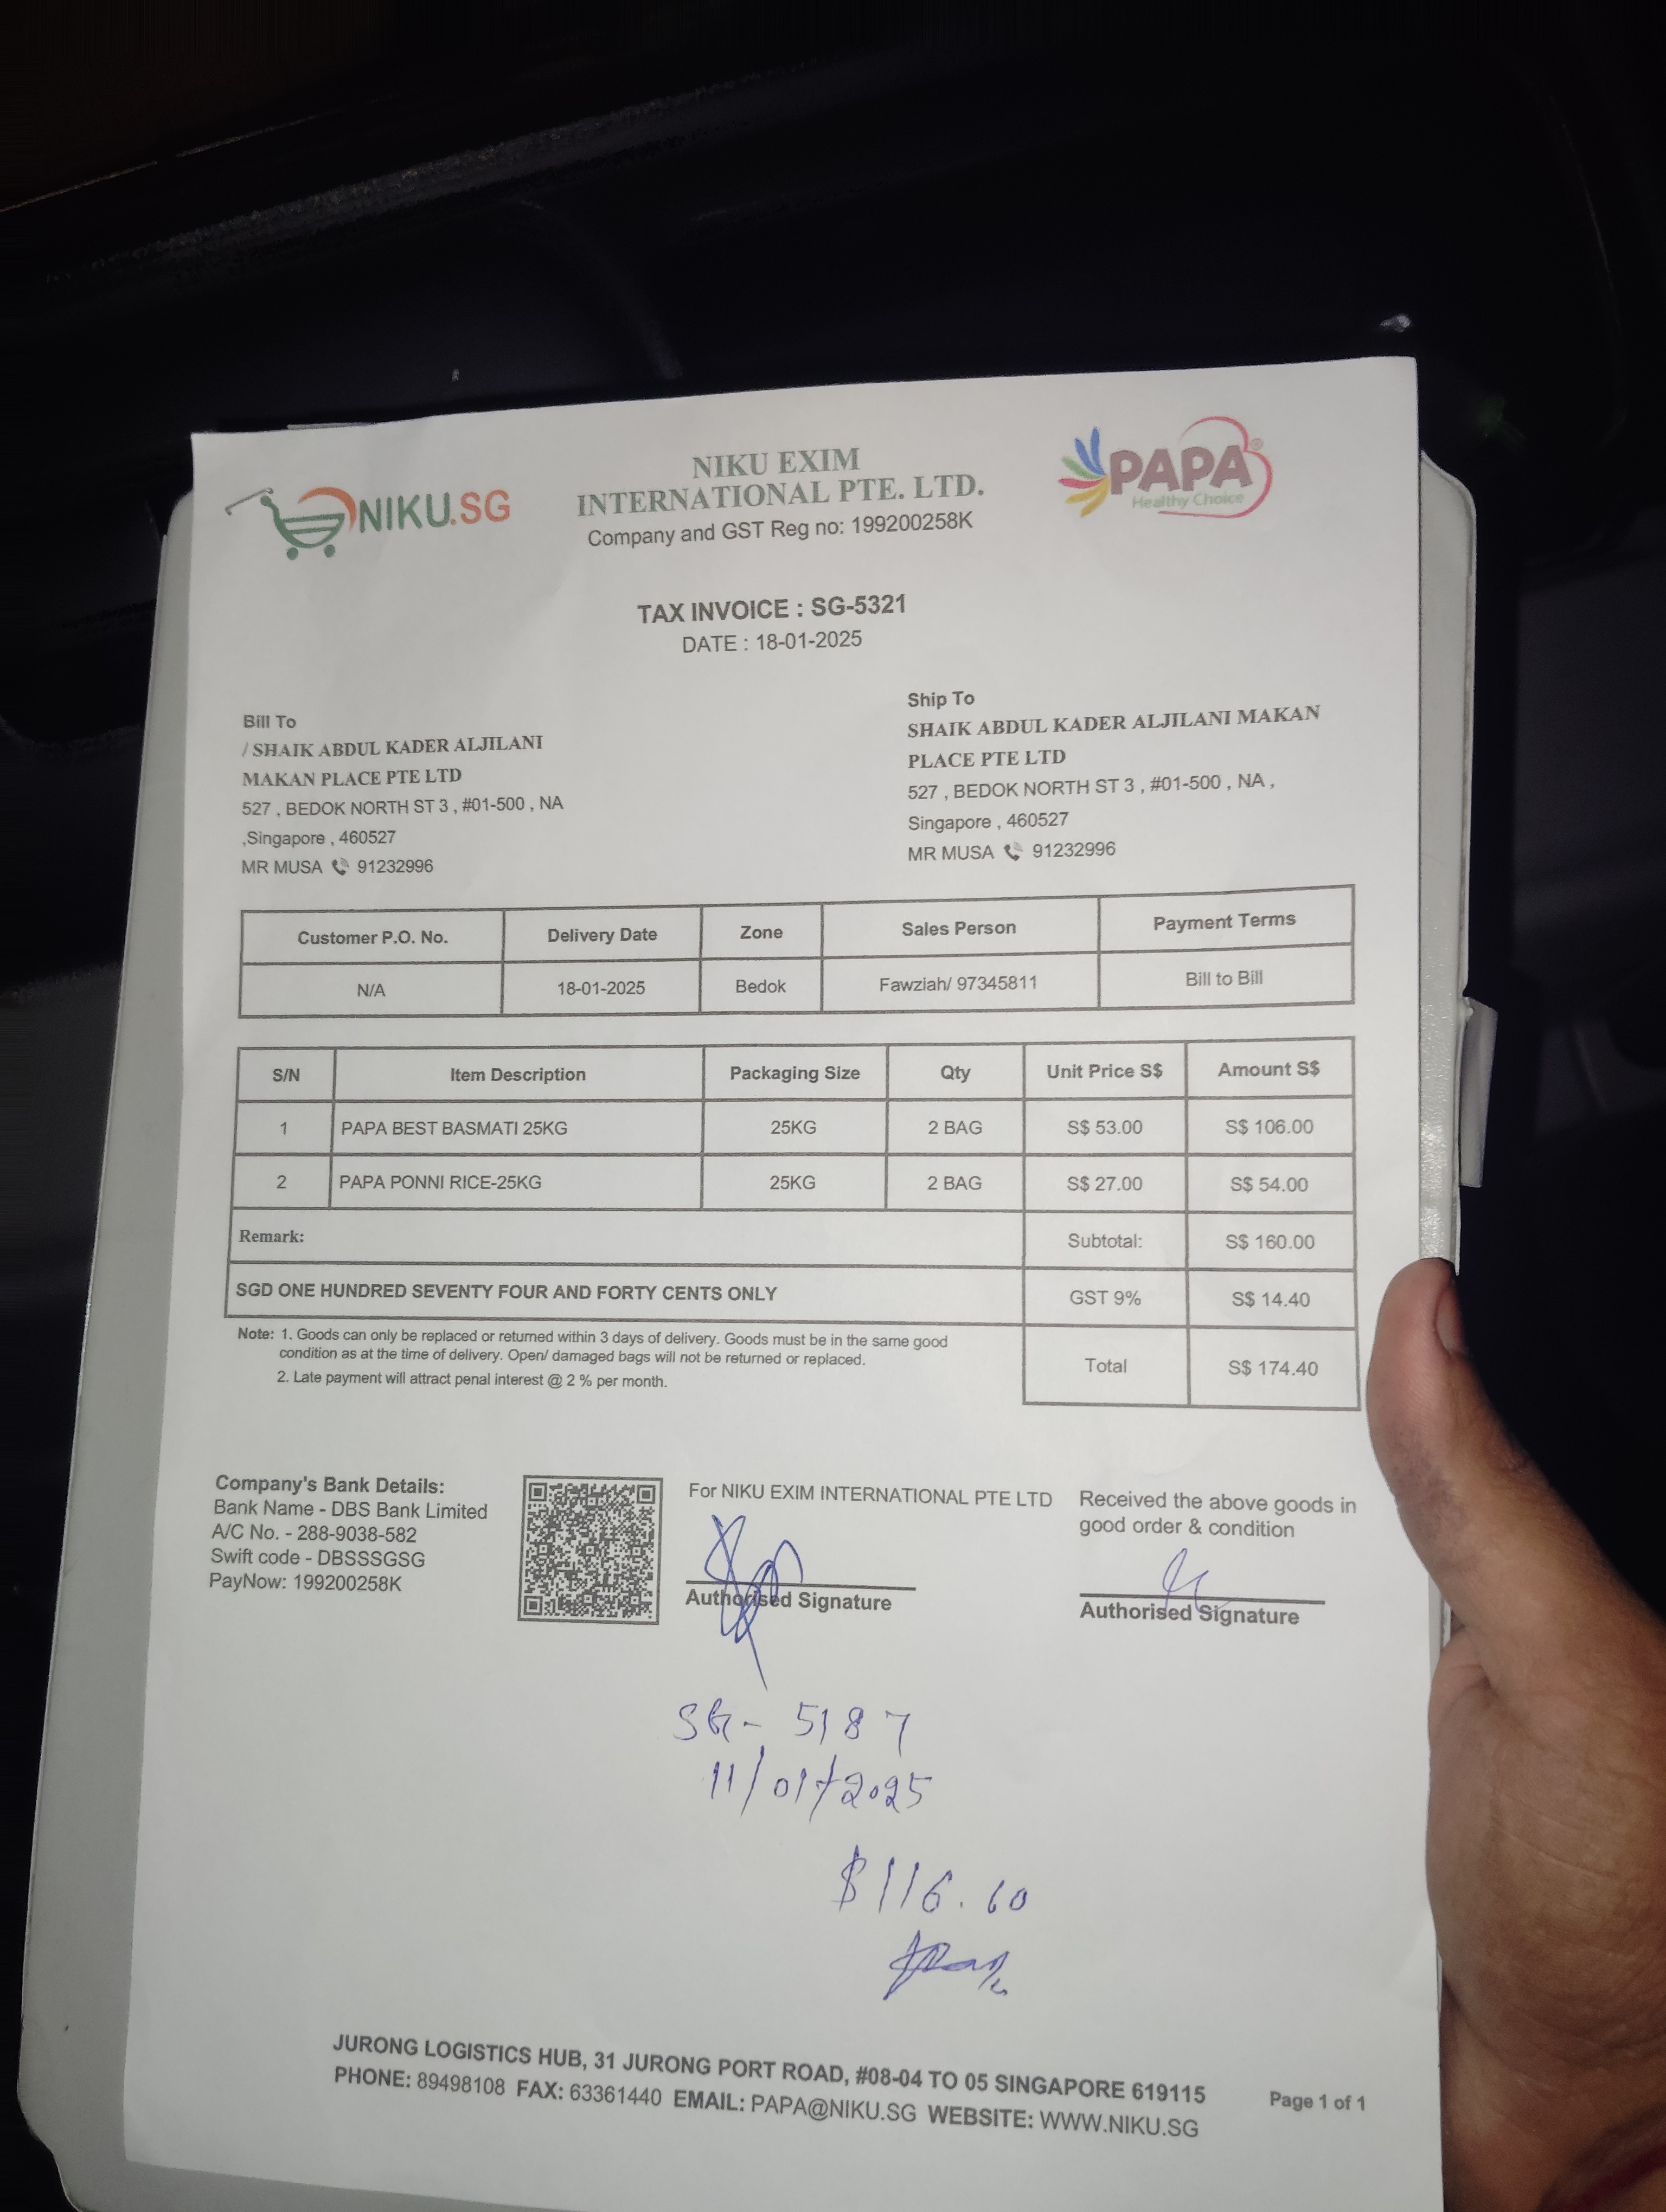 NIKU.SG
NIKU EXIM
INTERNATIONAL PTE. LTD.
Company and GST Reg no: 199200258K
PAPA®
Healthy Choice
TAX INVOICE : SG-5321
DATE : 18-01-2025
Bill To
/ SHAIK ABDUL KADER ALJILANI
MAKAN PLACE PTE LTD
527 , BEDOK NORTH ST 3 , #01-500 , NA
,Singapore , 460527
MR MUSA 91232996
Ship To
SHAIK ABDUL KADER ALJILANI MAKAN
PLACE PTE LTD
527 , BEDOK NORTH ST 3 , #01-500 , NA ,
Singapore , 460527
MR MUSA 91232996
Customer P.O. No. Delivery Date Zone Sales Person Payment Terms
N/A 18-01-2025 Bedok Fawziah/ 97345811 Bill to Bill
S/N Item Description Packaging Size Qty Unit Price S$ Amount S$
1 PAPA BEST BASMATI 25KG 25KG 2 BAG S$ 53.00 S$ 106.00
2 PAPA PONNI RICE-25KG 25KG 2 BAG S$ 27.00 S$ 54.00
Remark: Subtotal: S$ 160.00
SGD ONE HUNDRED SEVENTY FOUR AND FORTY CENTS ONLY GST 9% S$ 14.40
Total S$ 174.40
Note: 1. Goods can only be replaced or returned within 3 days of delivery. Goods must be in the same good
condition as at the time of delivery. Open/ damaged bags will not be returned or replaced.
2. Late payment will attract penal interest @ 2 % per month.
Company's Bank Details:
Bank Name - DBS Bank Limited
A/C No. - 288-9038-582
Swift code - DBSSSGSG
PayNow: 199200258K
For NIKU EXIM INTERNATIONAL PTE LTD
Authorised Signature
Received the above goods in
good order & condition
Authorised Signature
SG- 5187
11/01/2025
$116.60
JURONG LOGISTICS HUB, 31 JURONG PORT ROAD, #08-04 TO 05 SINGAPORE 619115
PHONE: 89498108 FAX: 63361440 EMAIL: PAPA@NIKU.SG WEBSITE: WWW.NIKU.SG
Page 1 of 1